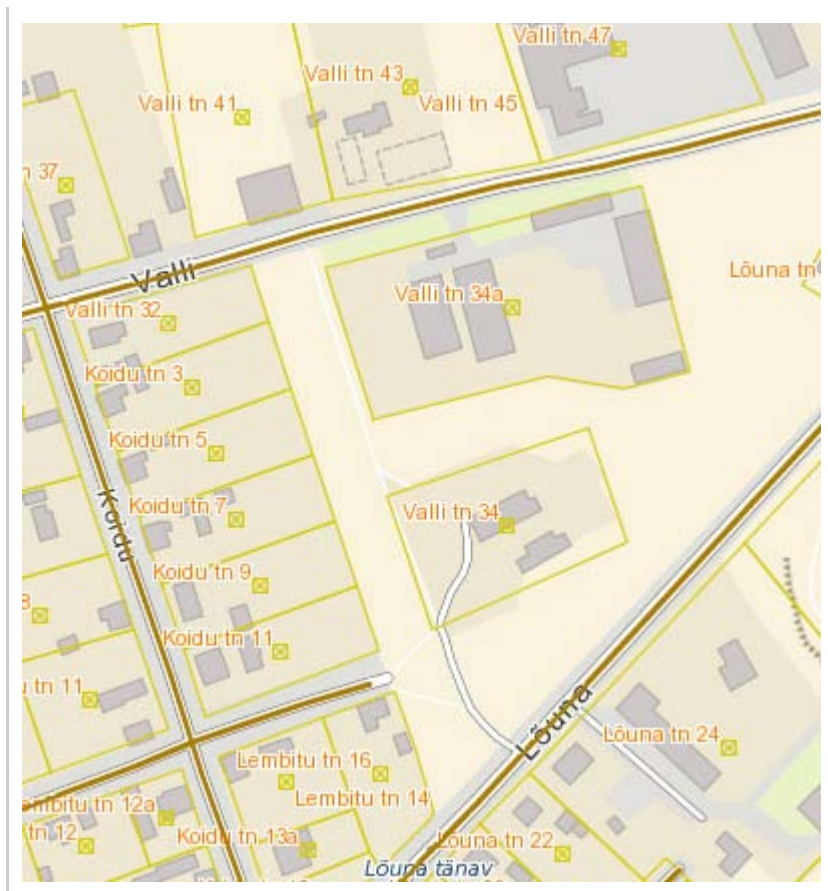 Valli tn 47
Valli tn 43
Valli tn 41
Valli tn 45
37
Valli
Lõuna tn
Valli tn 34a
Valli tn 32
Koidu tn 3
Koidu tn 5
Koidu tn 7
Koidu
Valli tn 34
Koidu tn 9
8
Koidu tn 11
tn 11
Lõuna
Lõuna tn 24
Lembitu tn 16
Lembitu tn 14
Lembitu tn 12a
tn 12
Koidu tn 13a
Lõuna tn 22
Lõuna tänav